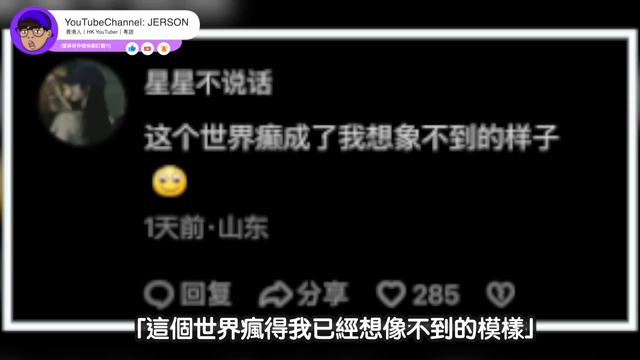 YouTubeChannel: JERSON
香港人｜HK YouTuber｜粵語
星星不说话
这个世界癫成了我想象不到的样子
🙄
1天前·山东
回复 分享 285
「這個世界瘋得我已經想像不到的模樣」